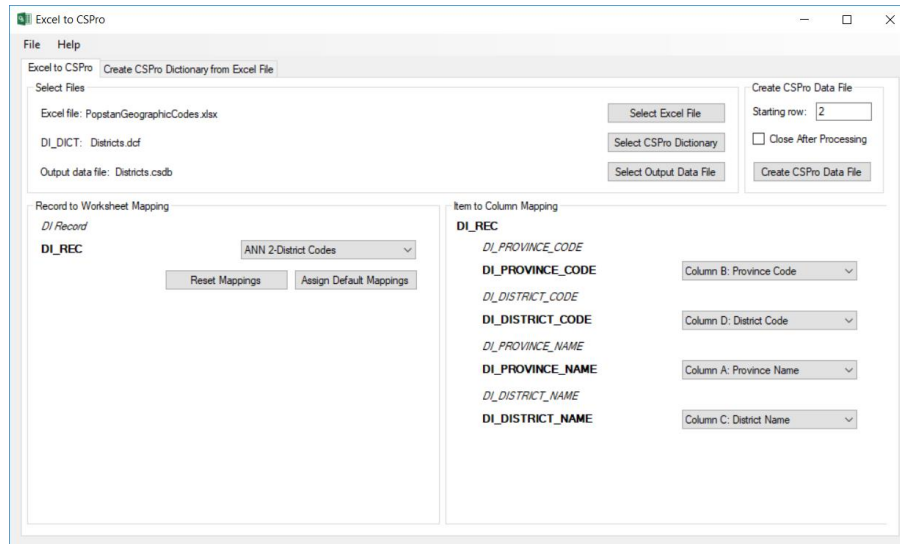 Excel to CSPro
File Help
Excel to CSPro Create CSPro Dictionary from Excel File
Select Files
Excel file: PopstanGeographicCodes.xlsx Select Excel File
DI_DICT: Districts.dcf Select CSPro Dictionary
Output data file: Districts.csdb Select Output Data File
Create CSPro Data File
Starting row: 2
Close After Processing
Create CSPro Data File
Record to Worksheet Mapping
DI Record
DI_REC ANN 2-District Codes
Reset Mappings Assign Default Mappings
Item to Column Mapping
DI_REC
DI_PROVINCE_CODE
DI_PROVINCE_CODE Column B: Province Code
DI_DISTRICT_CODE
DI_DISTRICT_CODE Column D: District Code
DI_PROVINCE_NAME
DI_PROVINCE_NAME Column A: Province Name
DI_DISTRICT_NAME
DI_DISTRICT_NAME Column C: District Name